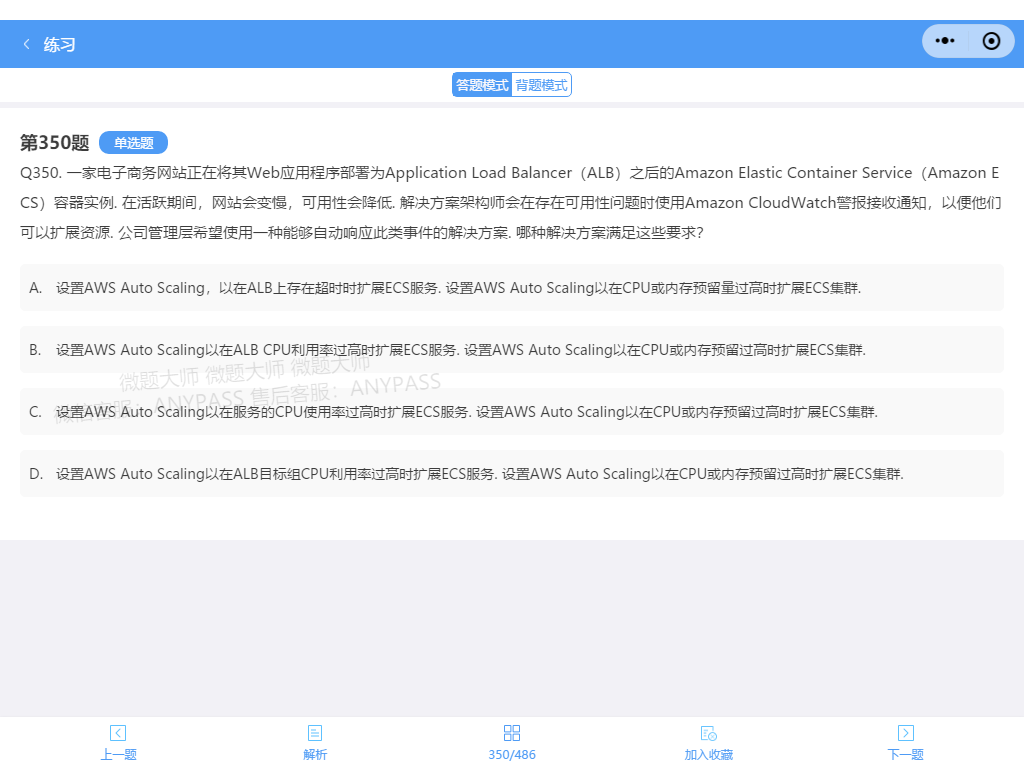 练习
答题模式 背题模式
第350题 单选题
Q350. 一家电子商务网站正在将其Web应用程序部署为Application Load Balancer（ALB）之后的Amazon Elastic Container Service（Amazon E
CS）容器实例. 在活跃期间，网站会变慢，可用性会降低. 解决方案架构师会在存在可用性问题时使用Amazon CloudWatch警报接收通知，以便他们
可以扩展资源. 公司管理层希望使用一种能够自动响应此类事件的解决方案. 哪种解决方案满足这些要求？
A. 设置AWS Auto Scaling，以在ALB上存在超时时扩展ECS服务. 设置AWS Auto Scaling以在CPU或内存预留量过高时扩展ECS集群.
B. 设置AWS Auto Scaling以在ALB CPU利用率过高时扩展ECS服务. 设置AWS Auto Scaling以在CPU或内存预留过高时扩展ECS集群.
微题大师 微题大师 微题大师
C. 设置AWS Auto Scaling以在服务的CPU使用率过高时扩展ECS服务. 设置AWS Auto Scaling以在CPU或内存预留过高时扩展ECS集群.
客服：ANYPASS 售后客服：ANYPASS
D. 设置AWS Auto Scaling以在ALB目标组CPU利用率过高时扩展ECS服务. 设置AWS Auto Scaling以在CPU或内存预留过高时扩展ECS集群.
上一题 解析 350/486 加入收藏 下一题